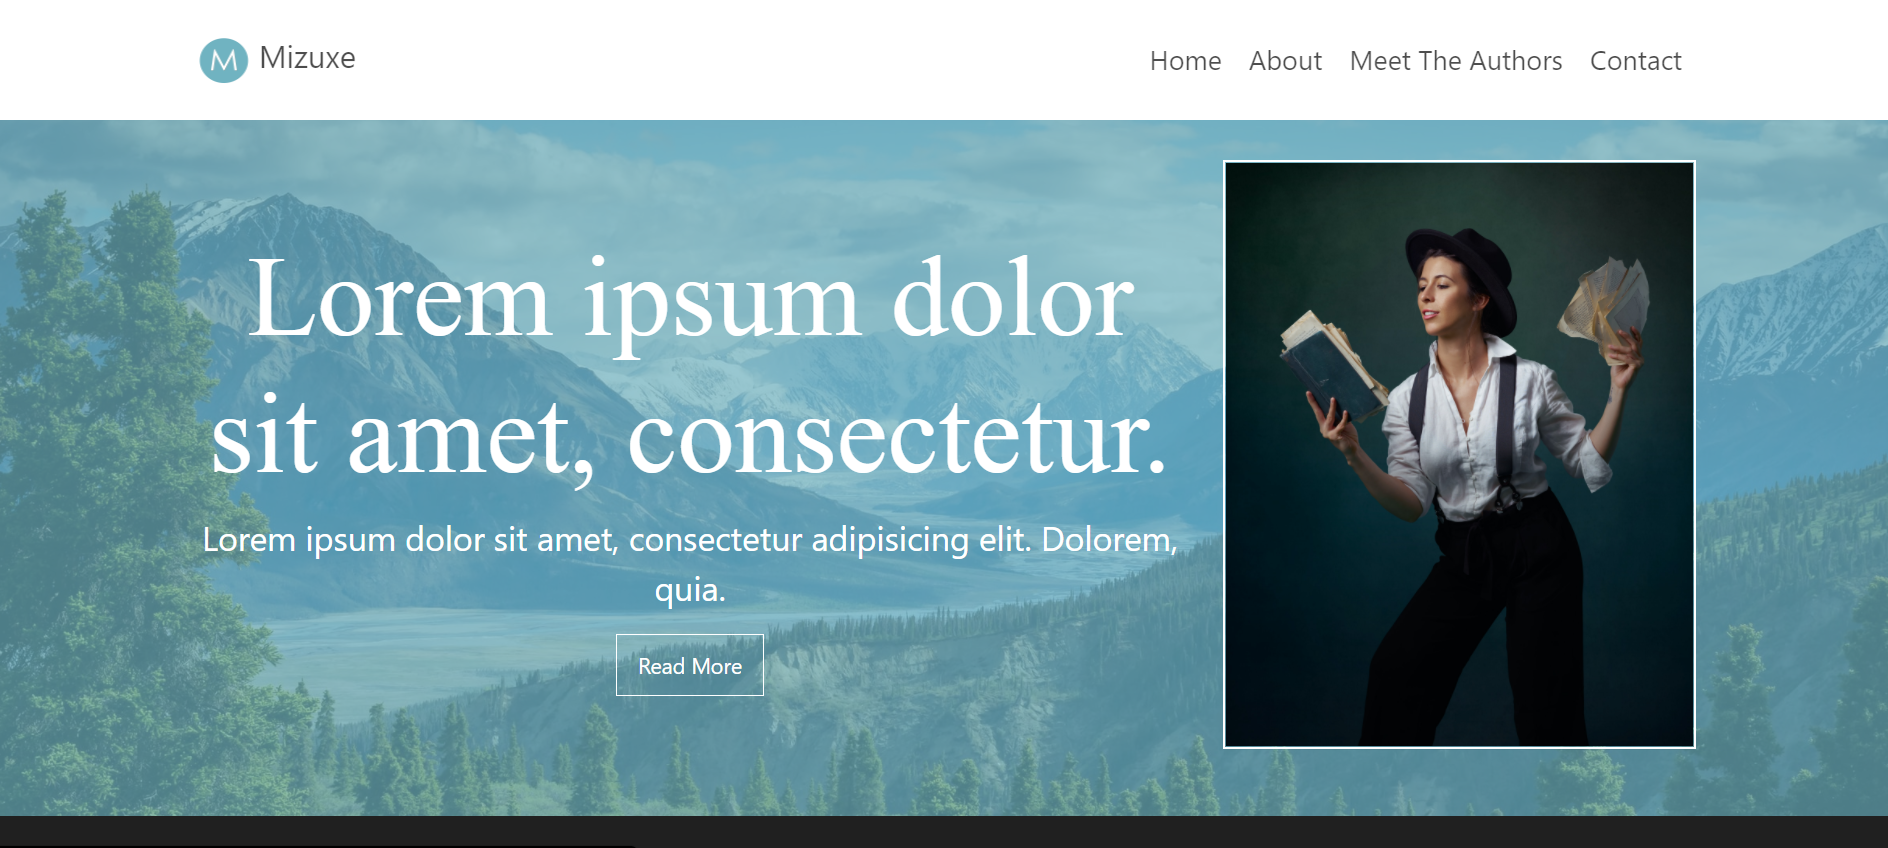 M Mizuxe
Home About Meet The Authors Contact
Lorem ipsum dolor
sit amet, consectetur.
Lorem ipsum dolor sit amet, consectetur adipisicing elit. Dolorem,
quia.
Read More